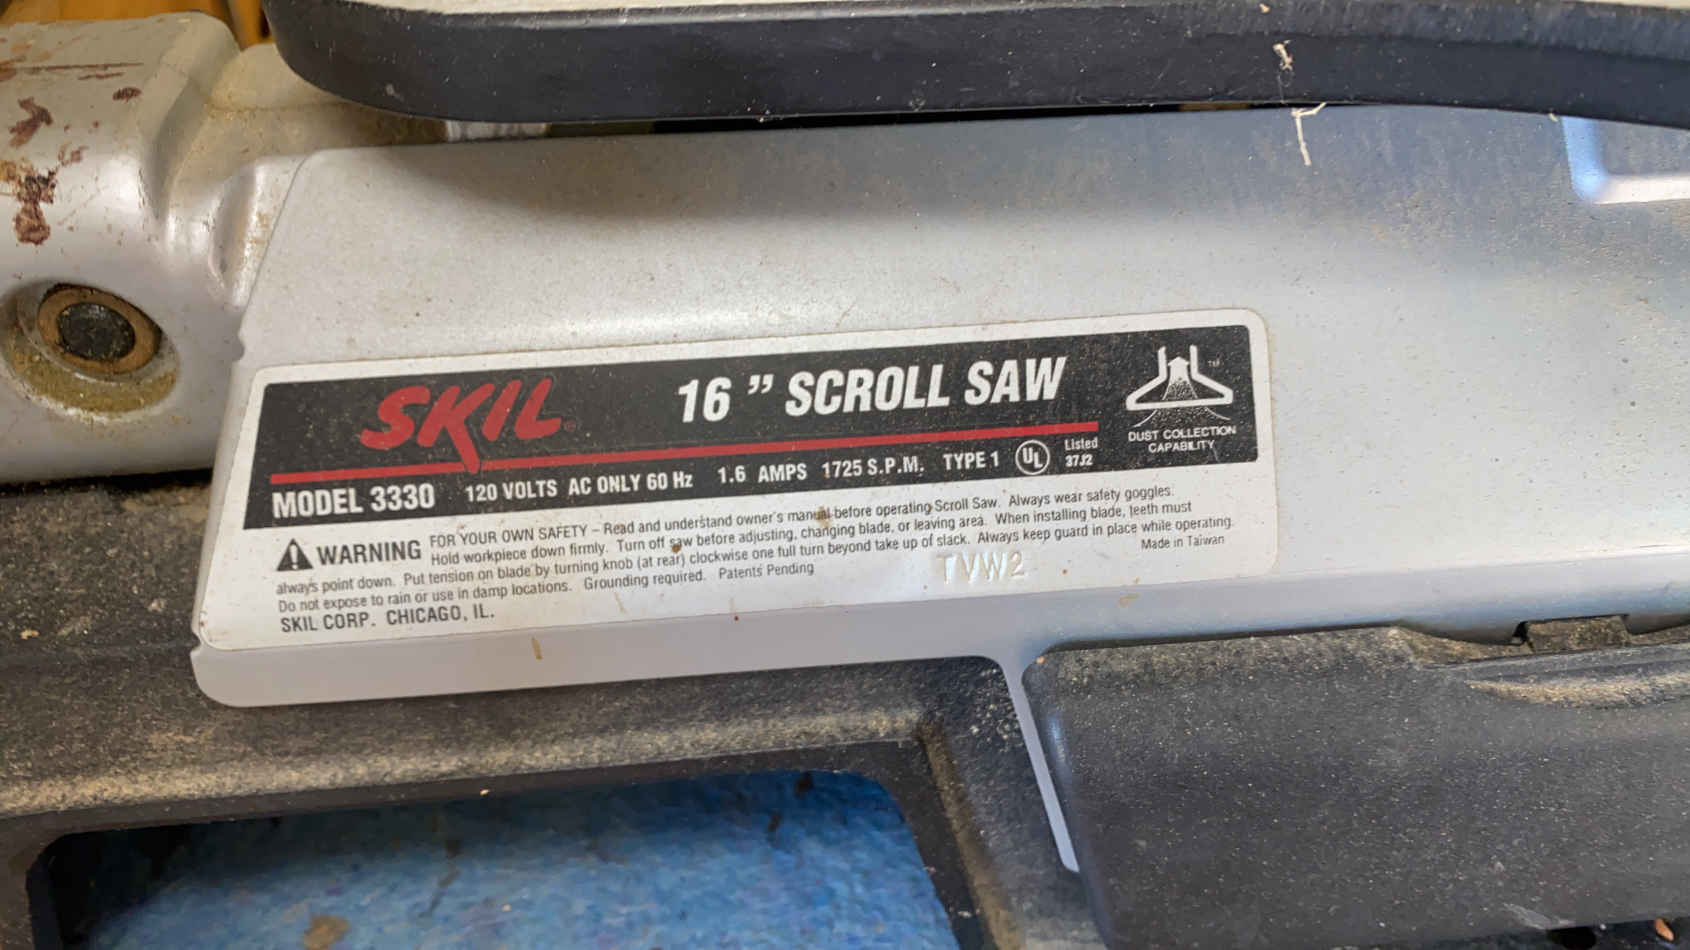 SKIL®
16 " SCROLL SAW
MODEL 3330 120 VOLTS AC ONLY 60 Hz 1.6 AMPS 1725 S.P.M. TYPE 1 UL Listed 37J2
TM
DUST COLLECTION
CAPABILITY
WARNING FOR YOUR OWN SAFETY – Read and understand owner's manual before operating Scroll Saw. Always wear safety goggles.
Hold workpiece down firmly. Turn off saw before adjusting, changing blade, or leaving area. When installing blade, teeth must
always point down. Put tension on blade by turning knob (at rear) clockwise one full turn beyond take up of slack. Always keep guard in place while operating.
Do not expose to rain or use in damp locations. Grounding required. Patents Pending
Made in Taiwan
SKIL CORP. CHICAGO, IL.
TVW2